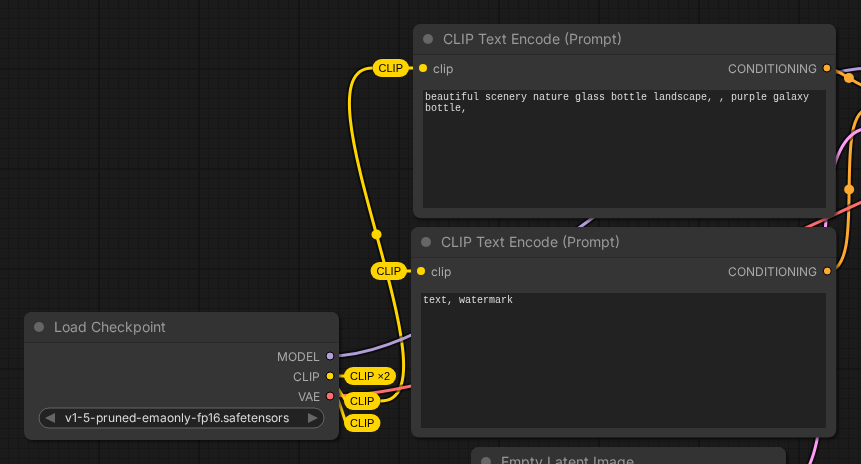 CLIP Text Encode (Prompt)
CLIP
clip
CONDITIONING
beautiful scenery nature glass bottle landscape, , purple galaxy
bottle,
CLIP Text Encode (Prompt)
CLIP
clip
CONDITIONING
text, watermark
Load Checkpoint
MODEL
CLIP
CLIP ×2
VAE
CLIP
v1-5-pruned-emaonly-fp16.safetensors
CLIP
Empty Latent Image